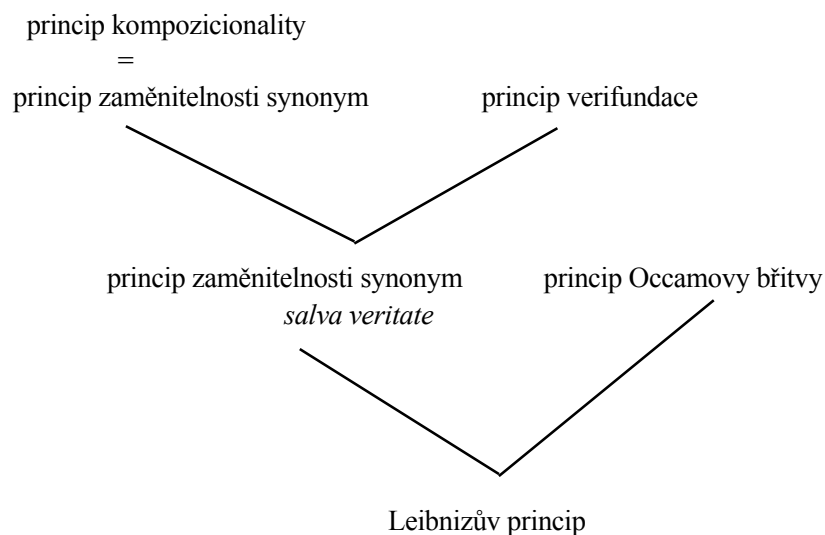 princip kompozicionality
=
princip zaměnitelnosti synonym
princip verifundace
princip zaměnitelnosti synonym
salva veritate
princip Occamovy břitvy
Leibnizův princip